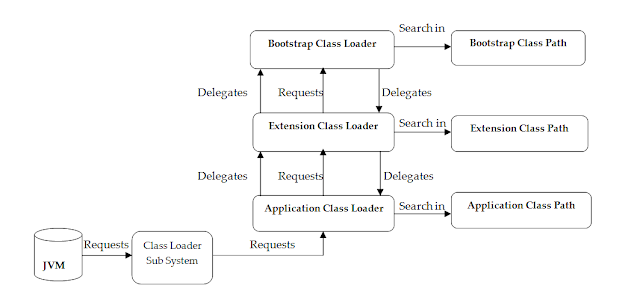 Search in
Bootstrap Class Loader
Bootstrap Class Path
Delegates
Requests
Delegates
Search in
Extension Class Loader
Extension Class Path
Delegates
Requests
Delegates
Search in
Application Class Loader
Application Class Path
Requests
Class Loader
Sub System
Requests
JVM